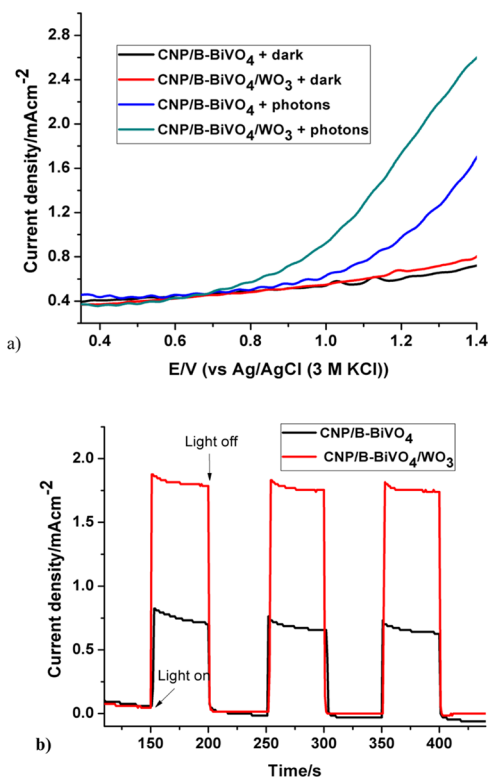 CNP/B-BiVO4 + dark
CNP/B-BiVO4/WO3 + dark
CNP/B-BiVO4 + photons
CNP/B-BiVO4/WO3 + photons
Current density/mAcm-2
2.8
2.4
2.0
1.6
1.2
0.8
0.4
0.4 0.6 0.8 1.0 1.2 1.4
E/V (vs Ag/AgCl (3 M KCl))
a)
CNP/B-BiVO4
CNP/B-BiVO4/WO3
Light off
Light on
Current density/mAcm-2
2.0
1.5
1.0
0.5
0.0
150 200 250 300 350 400
Time/s
b)